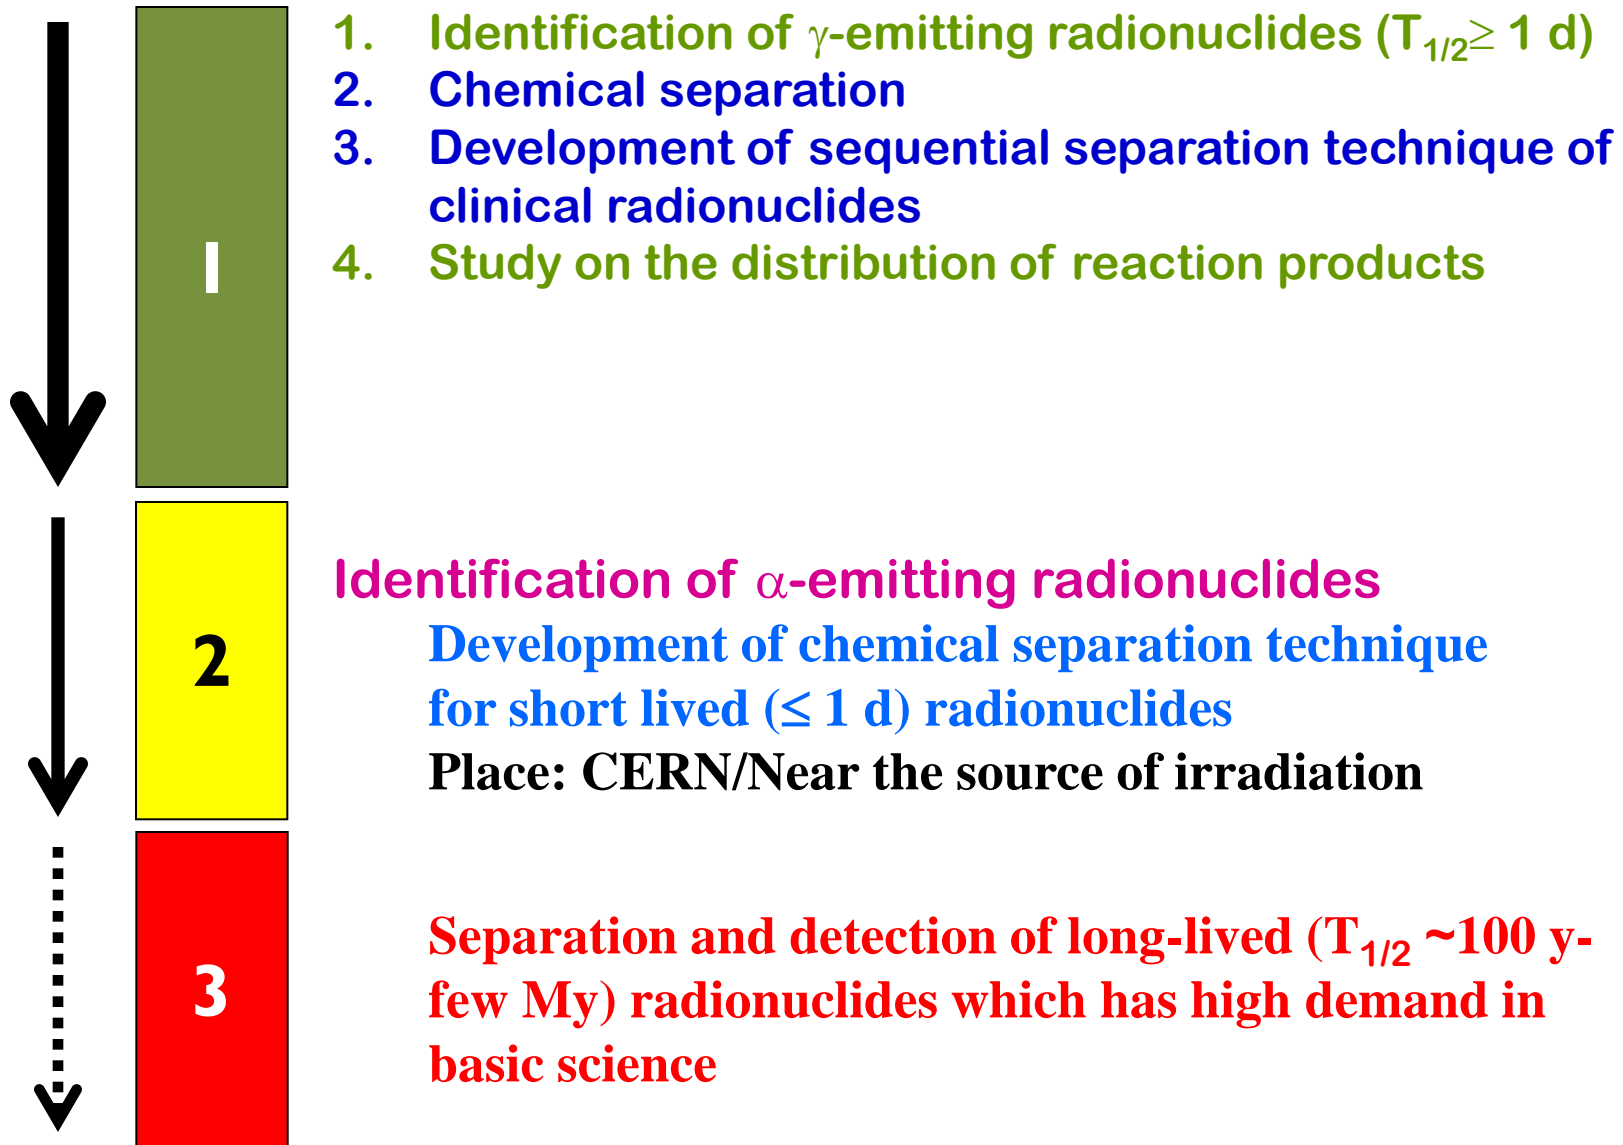 1. Identification of γ-emitting radionuclides (T1/2≥ 1 d)
2. Chemical separation
3. Development of sequential separation technique of
clinical radionuclides
4. Study on the distribution of reaction products
1
Identification of α-emitting radionuclides
Development of chemical separation technique
for short lived (≤ 1 d) radionuclides
Place: CERN/Near the source of irradiation
2
Separation and detection of long-lived (T1/2 ~100 y-
few My) radionuclides which has high demand in
basic science
3